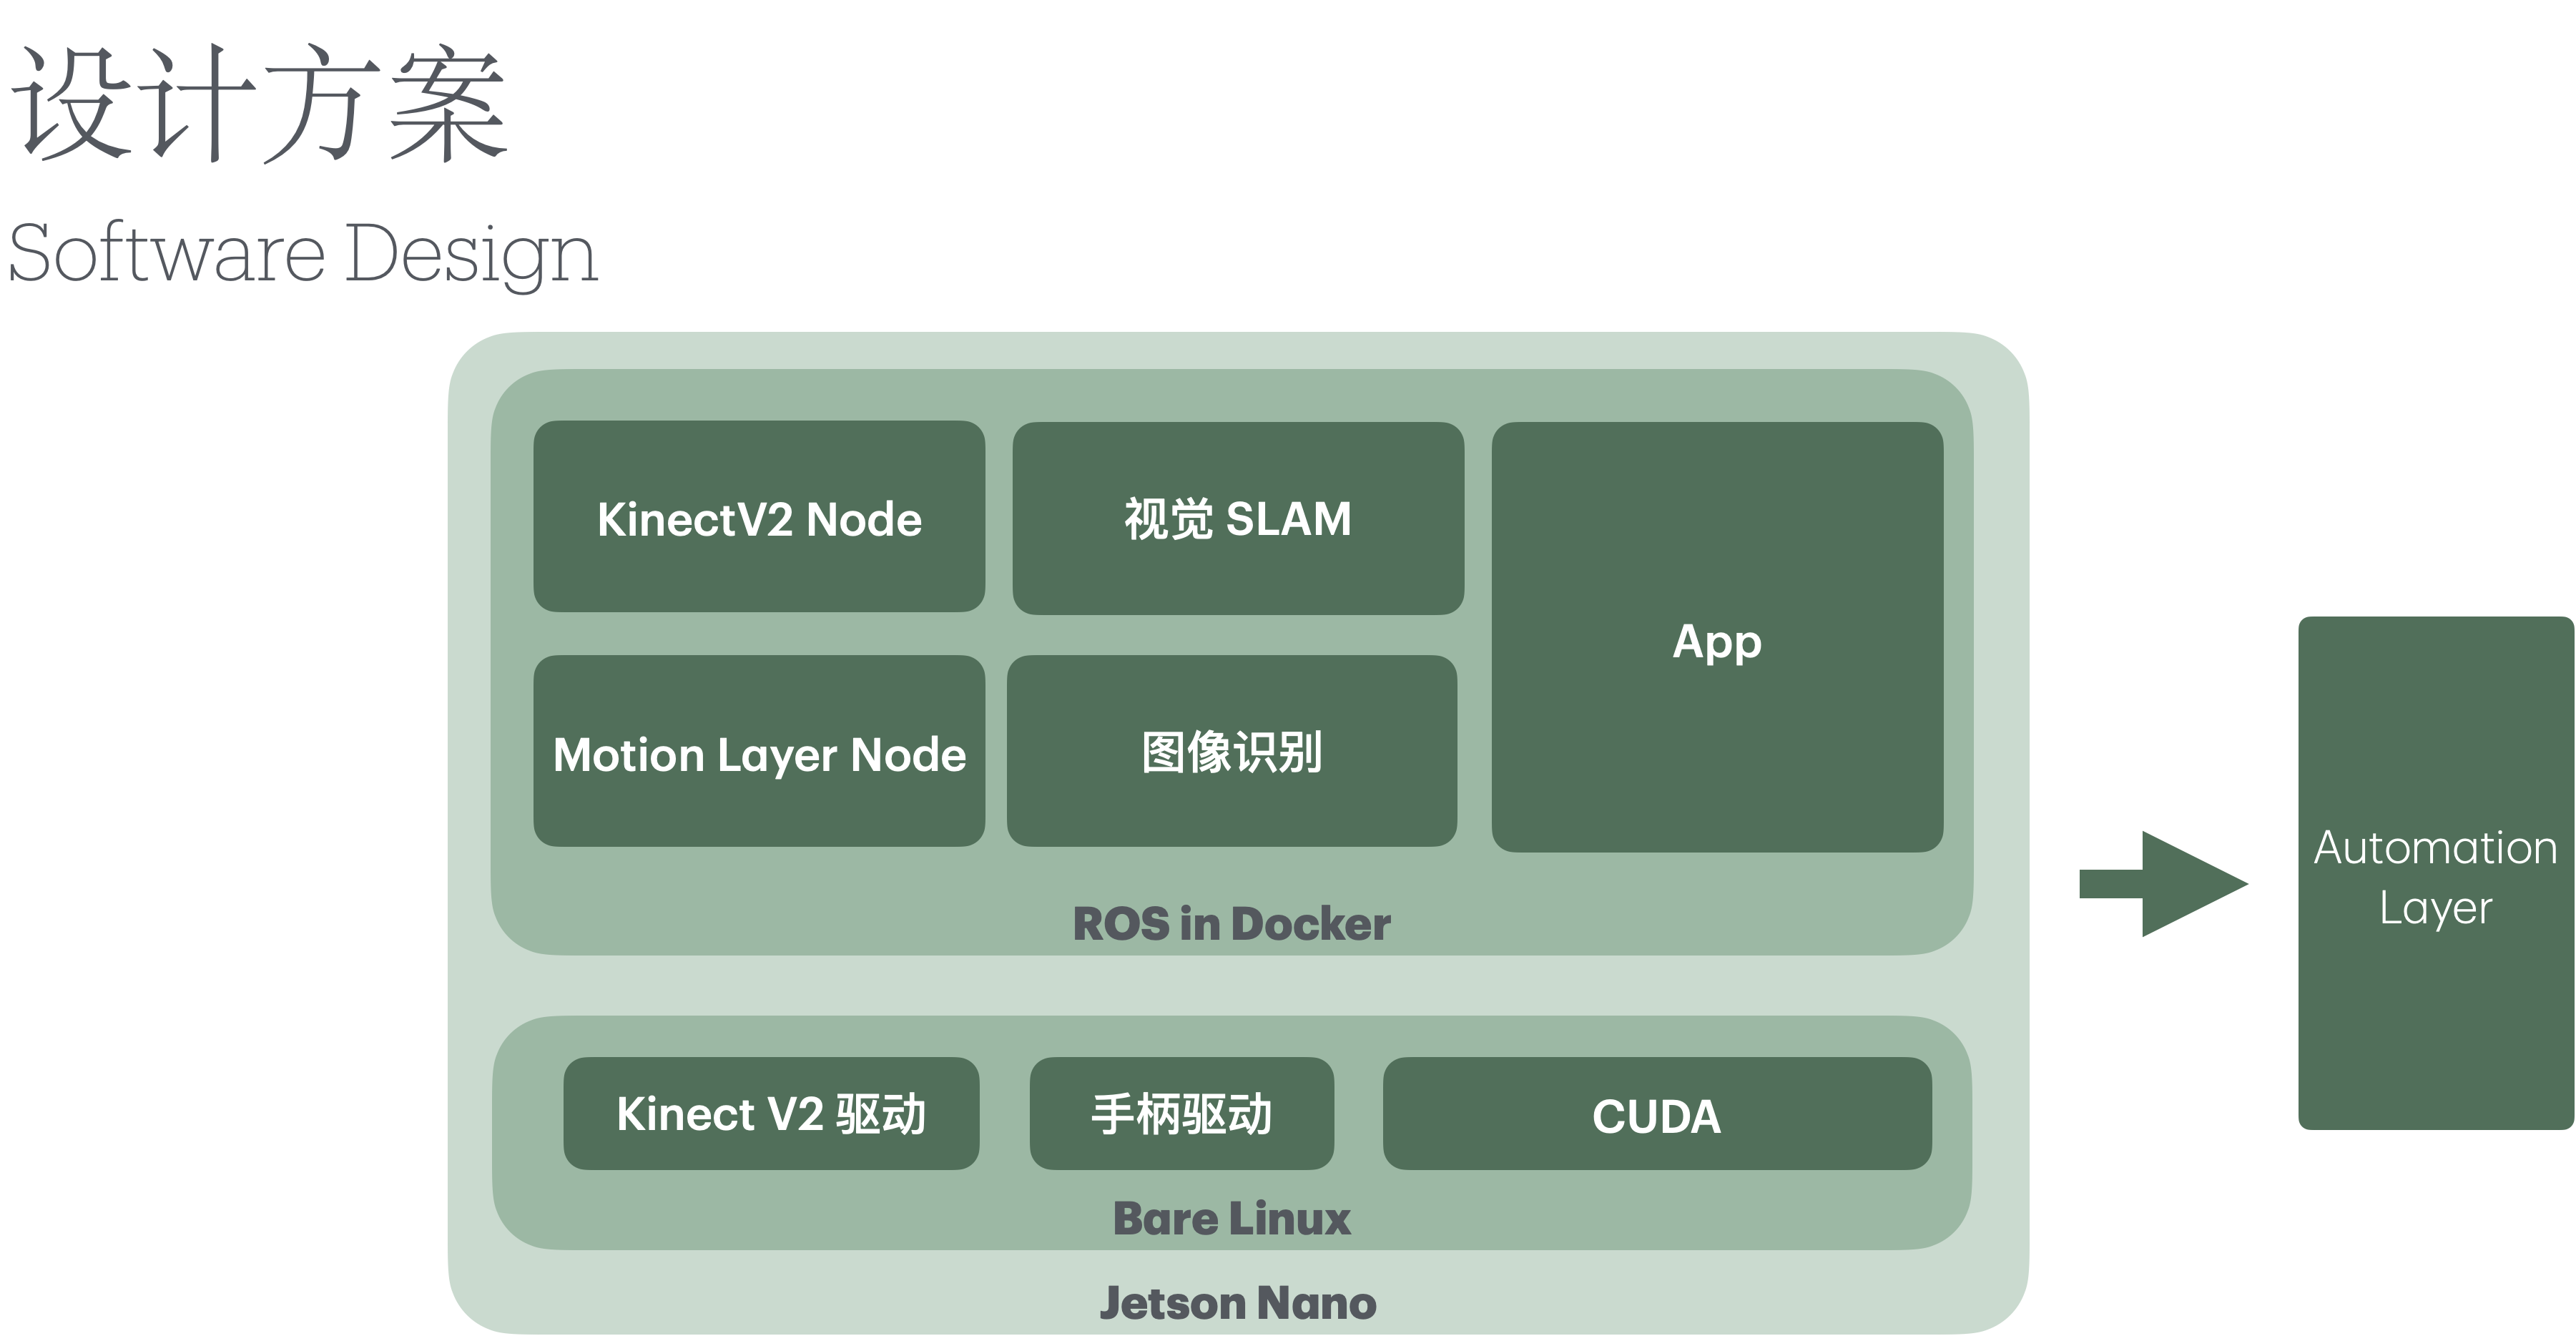 设计方案
Software Design
KinectV2 Node
视觉 SLAM
App
Motion Layer Node
图像识别
ROS in Docker
Kinect V2 驱动
手柄驱动
CUDA
Bare Linux
Jetson Nano
Automation
Layer